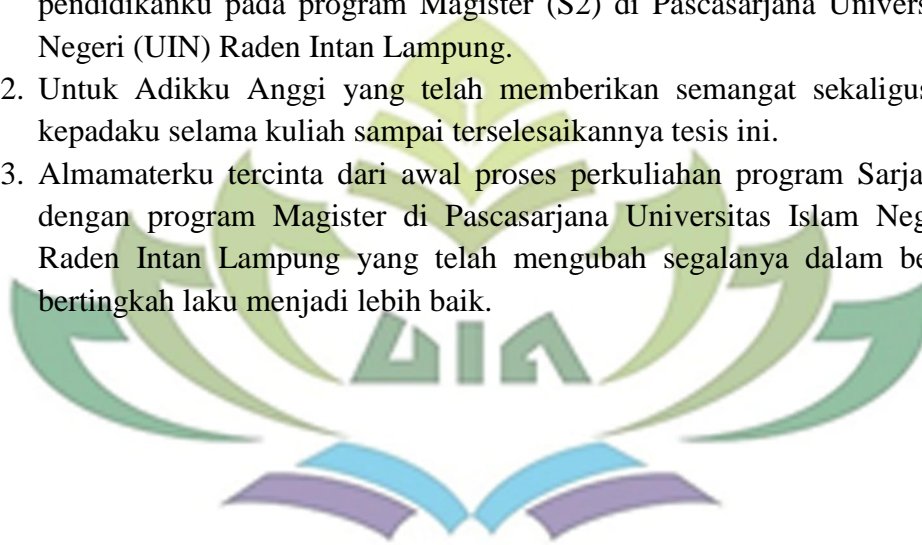 pendidikanku pada program Magister (S2) di Pascasarjana Univers
Negeri (UIN) Raden Intan Lampung.
2. Untuk Adikku Anggi yang telah memberikan semangat sekaligus
kepadaku selama kuliah sampai terselesaikannya tesis ini.
3. Almamaterku tercinta dari awal proses perkuliahan program Sarja
dengan program Magister di Pascasarjana Universitas Islam Neg
Raden Intan Lampung yang telah mengubah segalanya dalam be
bertingkah laku menjadi lebih baik.
UIN